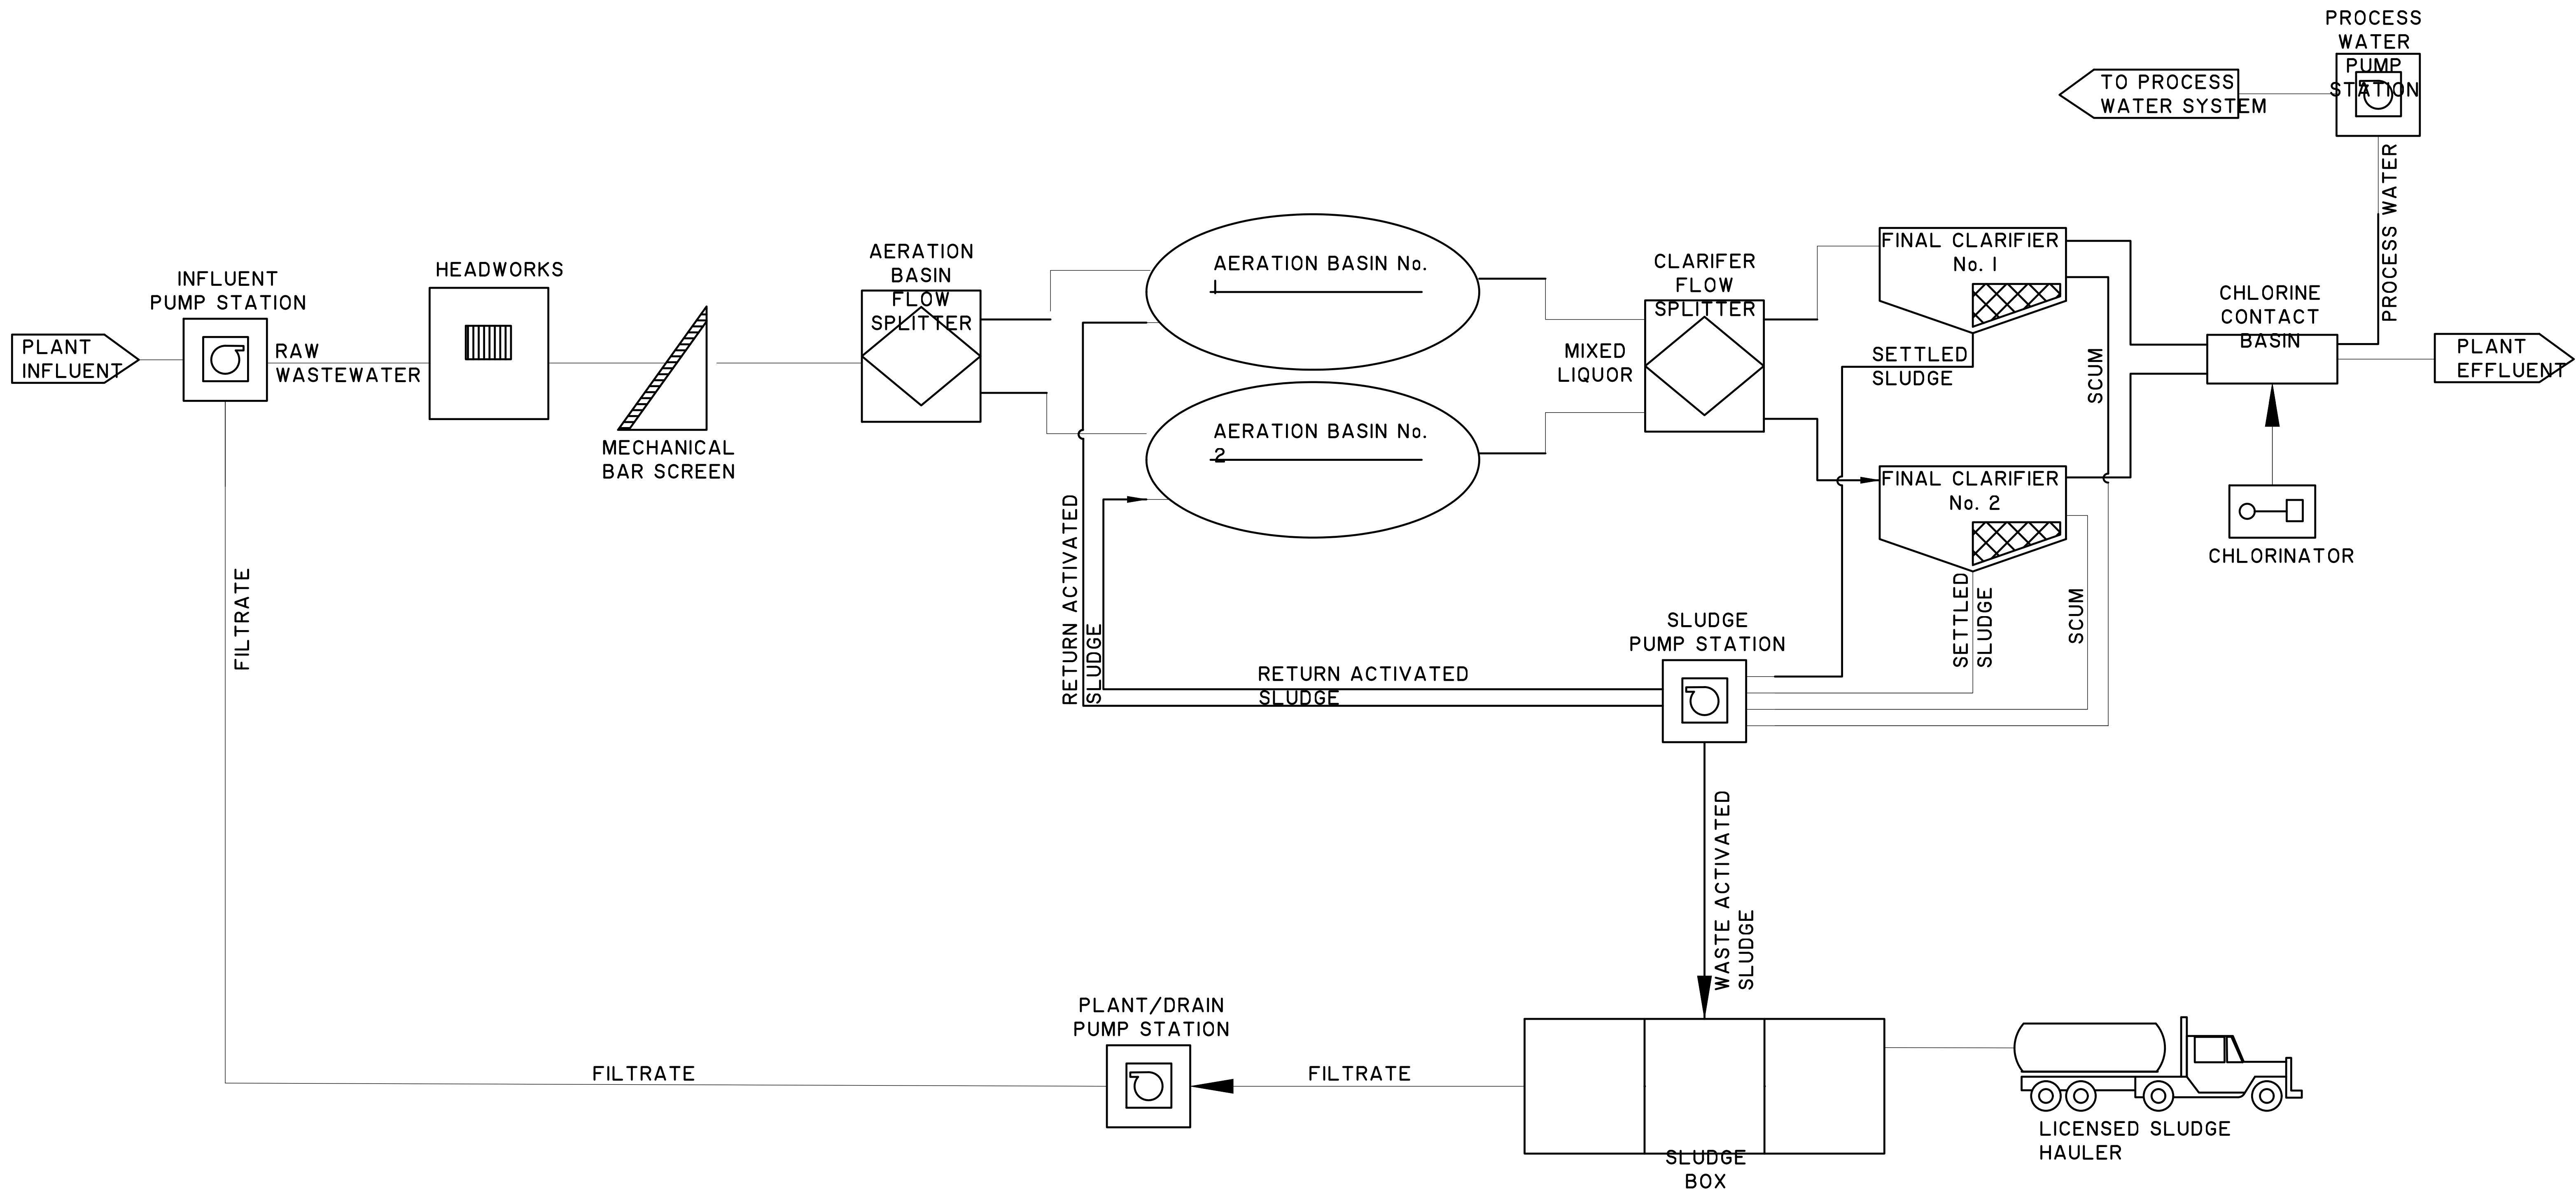 PROCESS
WATER
PUMP
STATION
TO PROCESS
WATER SYSTEM
PROCESS WATER
PLANT
INFLUENT
INFLUENT
PUMP STATION
RAW
WASTEWATER
HEADWORKS
MECHANICAL
BAR SCREEN
AERATION
BASIN
FLOW
SPLITTER
AERATION BASIN No.
1
AERATION BASIN No.
2
MIXED
LIQUOR
CLARIFER
FLOW
SPLITTER
FINAL CLARIFIER
No. 1
SETTLED
SLUDGE
SCUM
FINAL CLARIFIER
No. 2
SETTLED
SLUDGE
SCUM
CHLORINE
CONTACT
BASIN
PLANT
EFFLUENT
CHLORINATOR
RETURN ACTIVATED
SLUDGE
RETURN ACTIVATED
SLUDGE
SLUDGE
PUMP STATION
FILTRATE
WASTE ACTIVATED
SLUDGE
PLANT/DRAIN
PUMP STATION
FILTRATE
FILTRATE
SLUDGE
BOX
LICENSED SLUDGE
HAULER